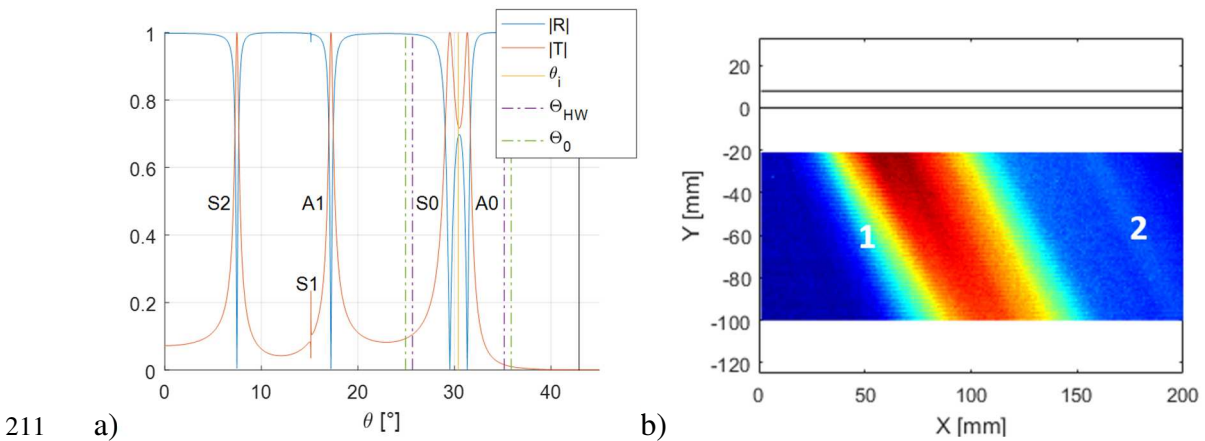 |R|
|T|
θi
ΘHW
Θ0
1
0.8
0.6
0.4
0.2
0
S2
A1
S0
A0
S1
0
10
20
30
40
θ [°]
20
0
-20
-40
-60
-80
-100
-120
Y [mm]
1
2
0
50
100
150
200
X [mm]
211 a) b)